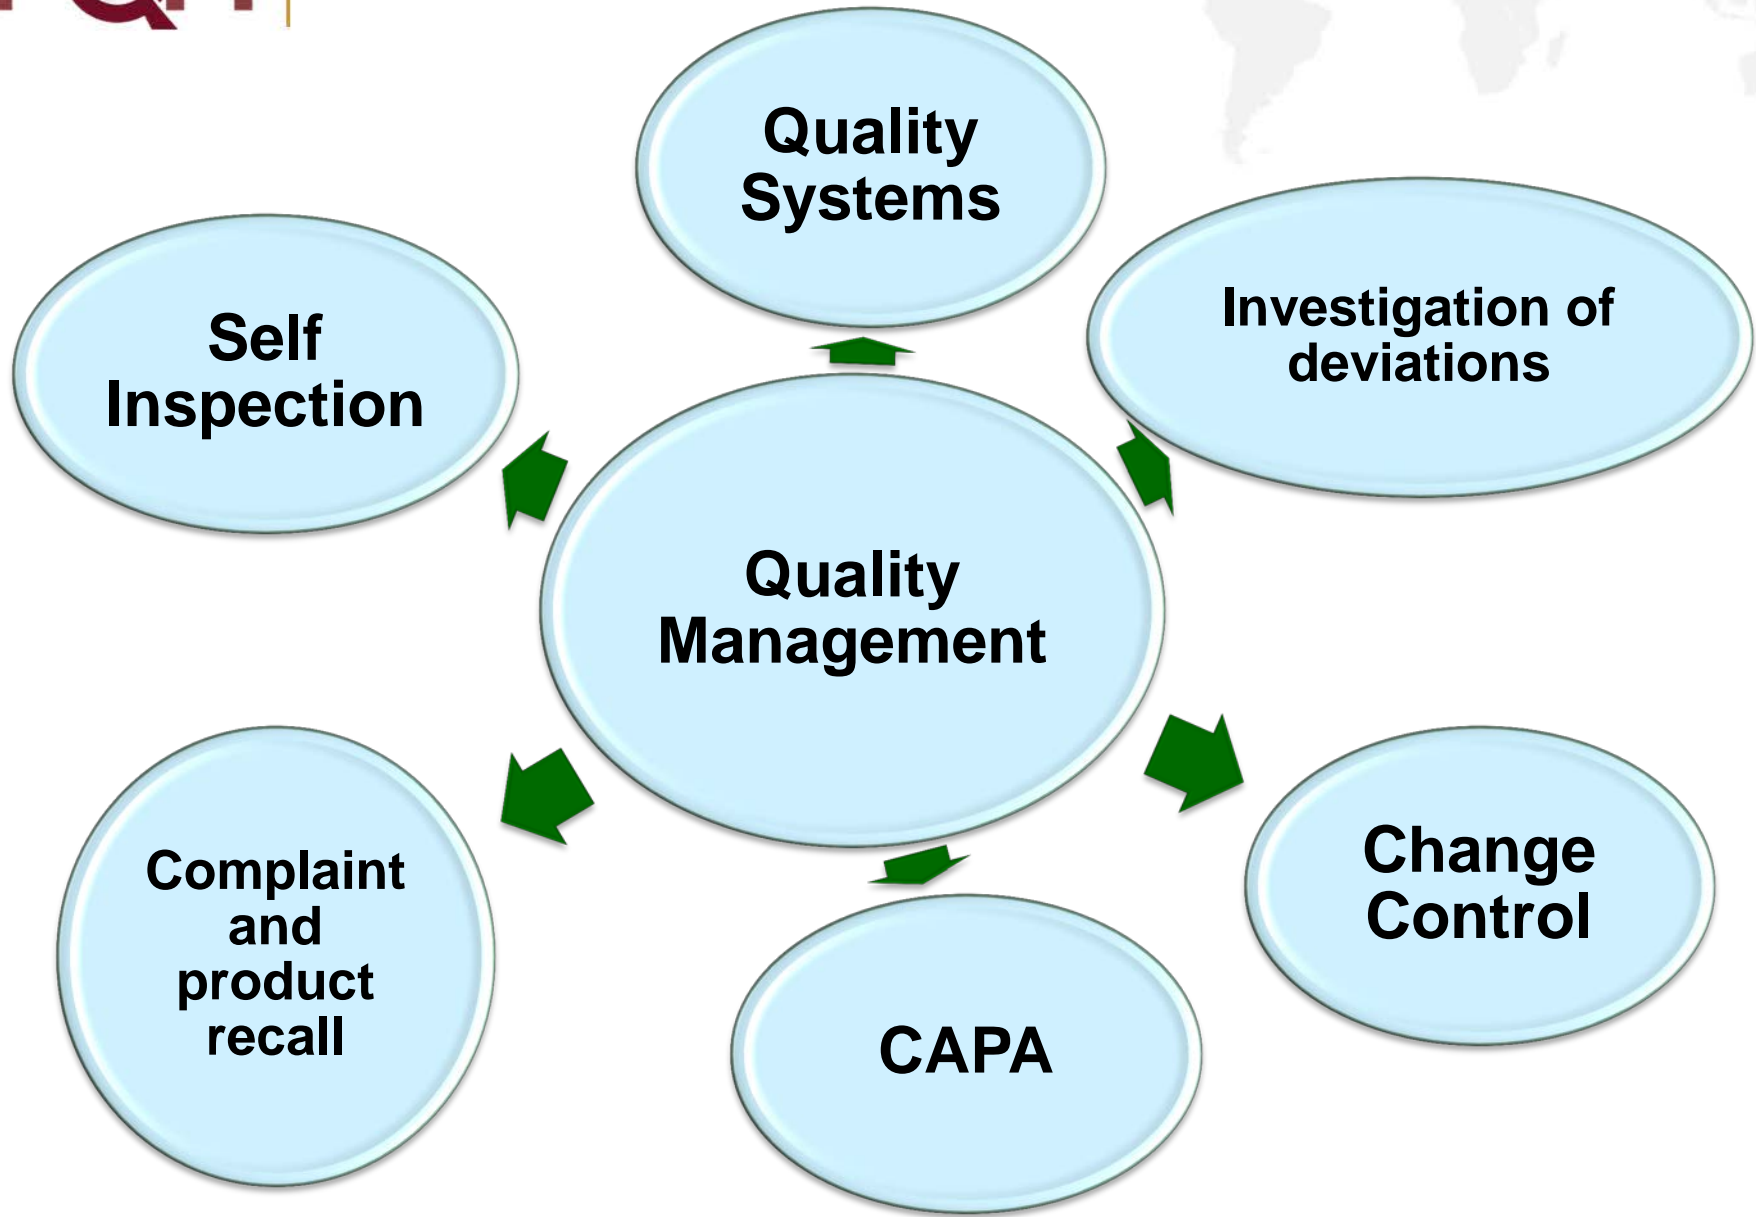 Quality
Systems
Investigation of
deviations
Self
Inspection
Quality
Management
Change
Control
Complaint
and
product
recall
CAPA